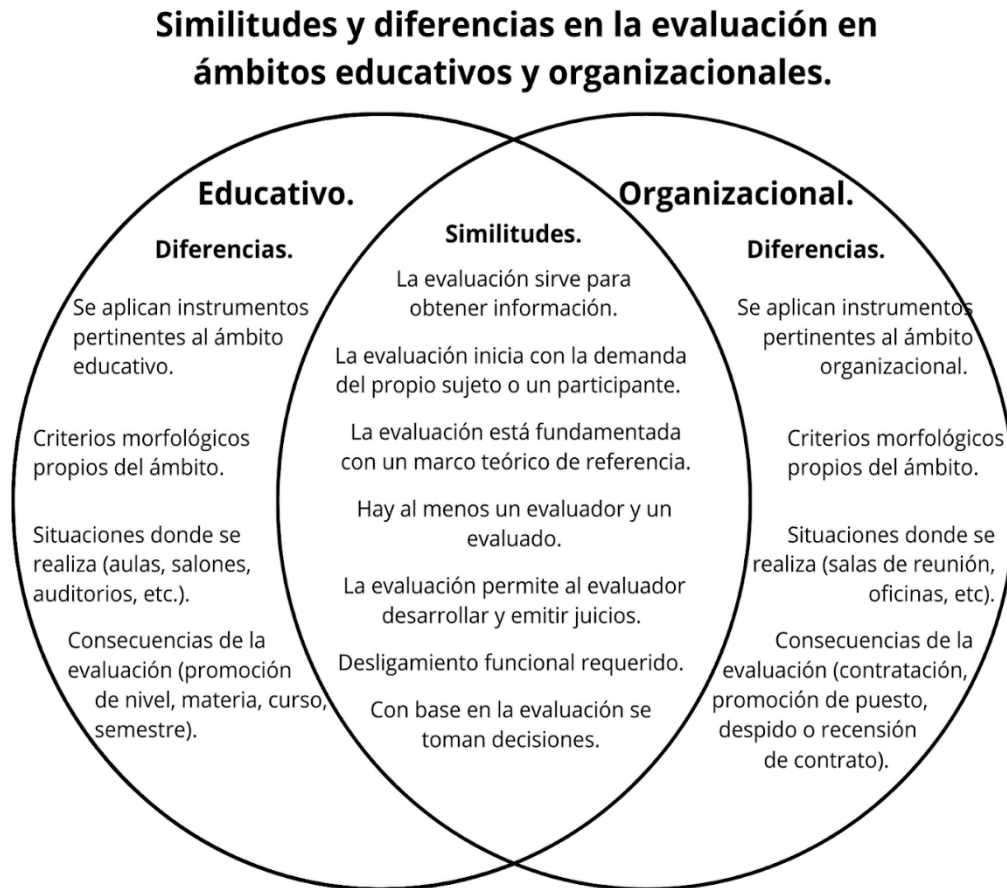 Similitudes y diferencias en la evaluación en
ámbitos educativos y organizacionales.
Educativo.
Diferencias.
Se aplican instrumentos
pertinentes al ámbito
educativo.
Criterios morfológicos
propios del ámbito.
Situaciones donde se
realiza (aulas, salones,
auditorios, etc.).
Consecuencias de la
evaluación (promoción
de nivel, materia, curso,
semestre).
Similitudes.
La evaluación sirve para
obtener información.
La evaluación inicia con la demanda
del propio sujeto o un participante.
La evaluación está fundamentada
con un marco teórico de referencia.
Hay al menos un evaluador y un
evaluado.
La evaluación permite al evaluador
desarrollar y emitir juicios.
Desligamiento funcional requerido.
Con base en la evaluación se
toman decisiones.
Organizacional.
Diferencias.
Se aplican instrumentos
pertinentes al ámbito
organizacional.
Criterios morfológicos
propios del ámbito.
Situaciones donde se
realiza (salas de reunión,
oficinas, etc).
Consecuencias de la
evaluación (contratación,
promoción de puesto,
despido o recensión
de contrato).